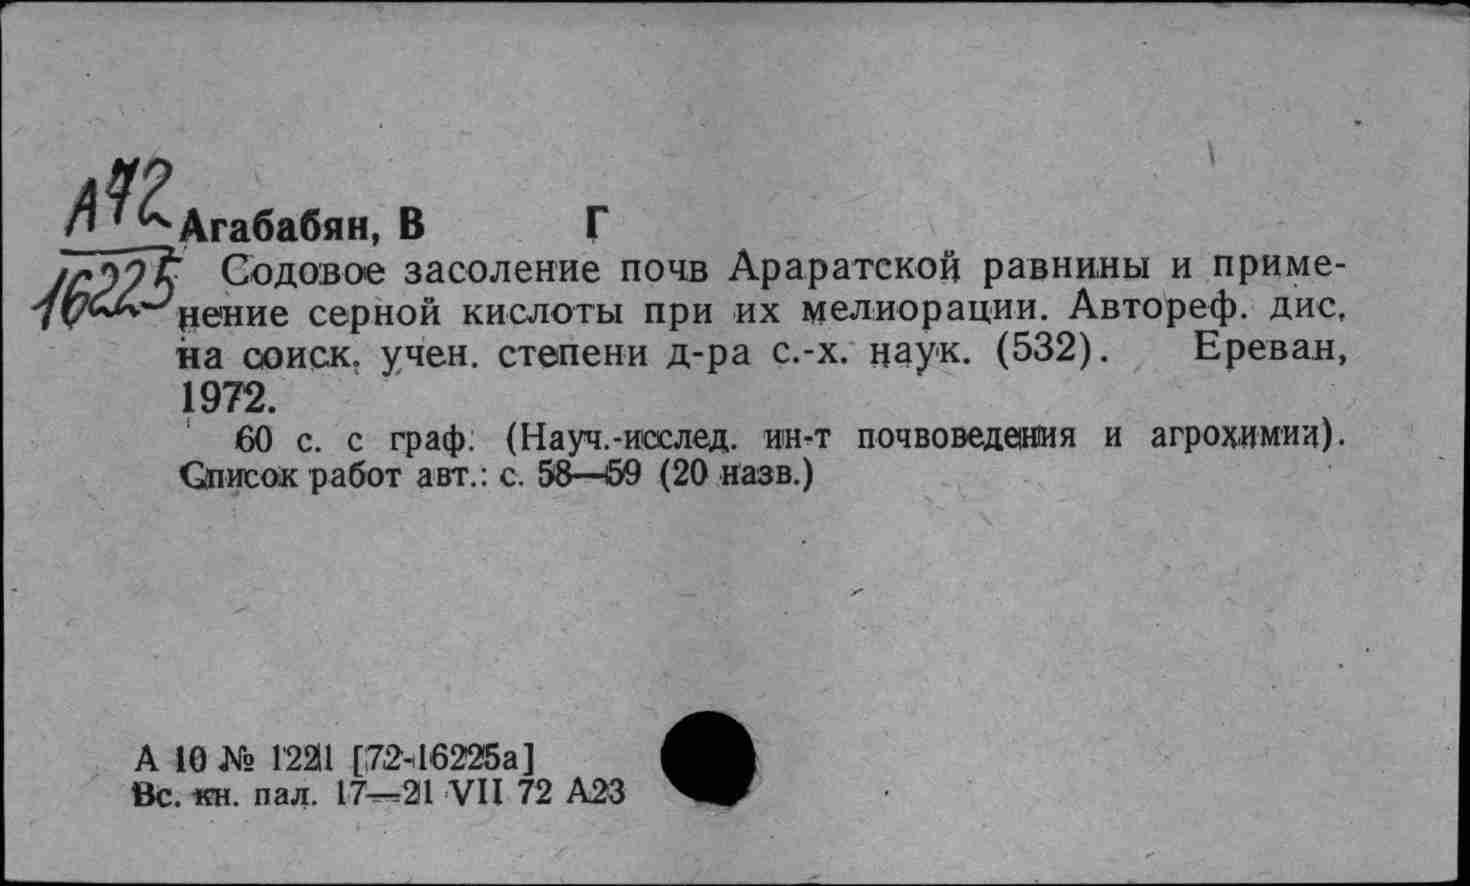 А72
16225
Агабабян, В Г
Содовое засоление почв Араратской равнины и приме-
нение серной кислоты при их мелиорации. Автореф. дис.
на соиск. учен. степени д-ра с.-х. наук. (532). Ереван,
1972.
60 с. с граф. (Науч.-исслед. ин-т почвоведения и агрохимии).
Список работ авт.: с. 58—59 (20 назв.)
А 10 № 1221 [72-16225а]
Вс. кн. пал. 17—21 VII 72 А23